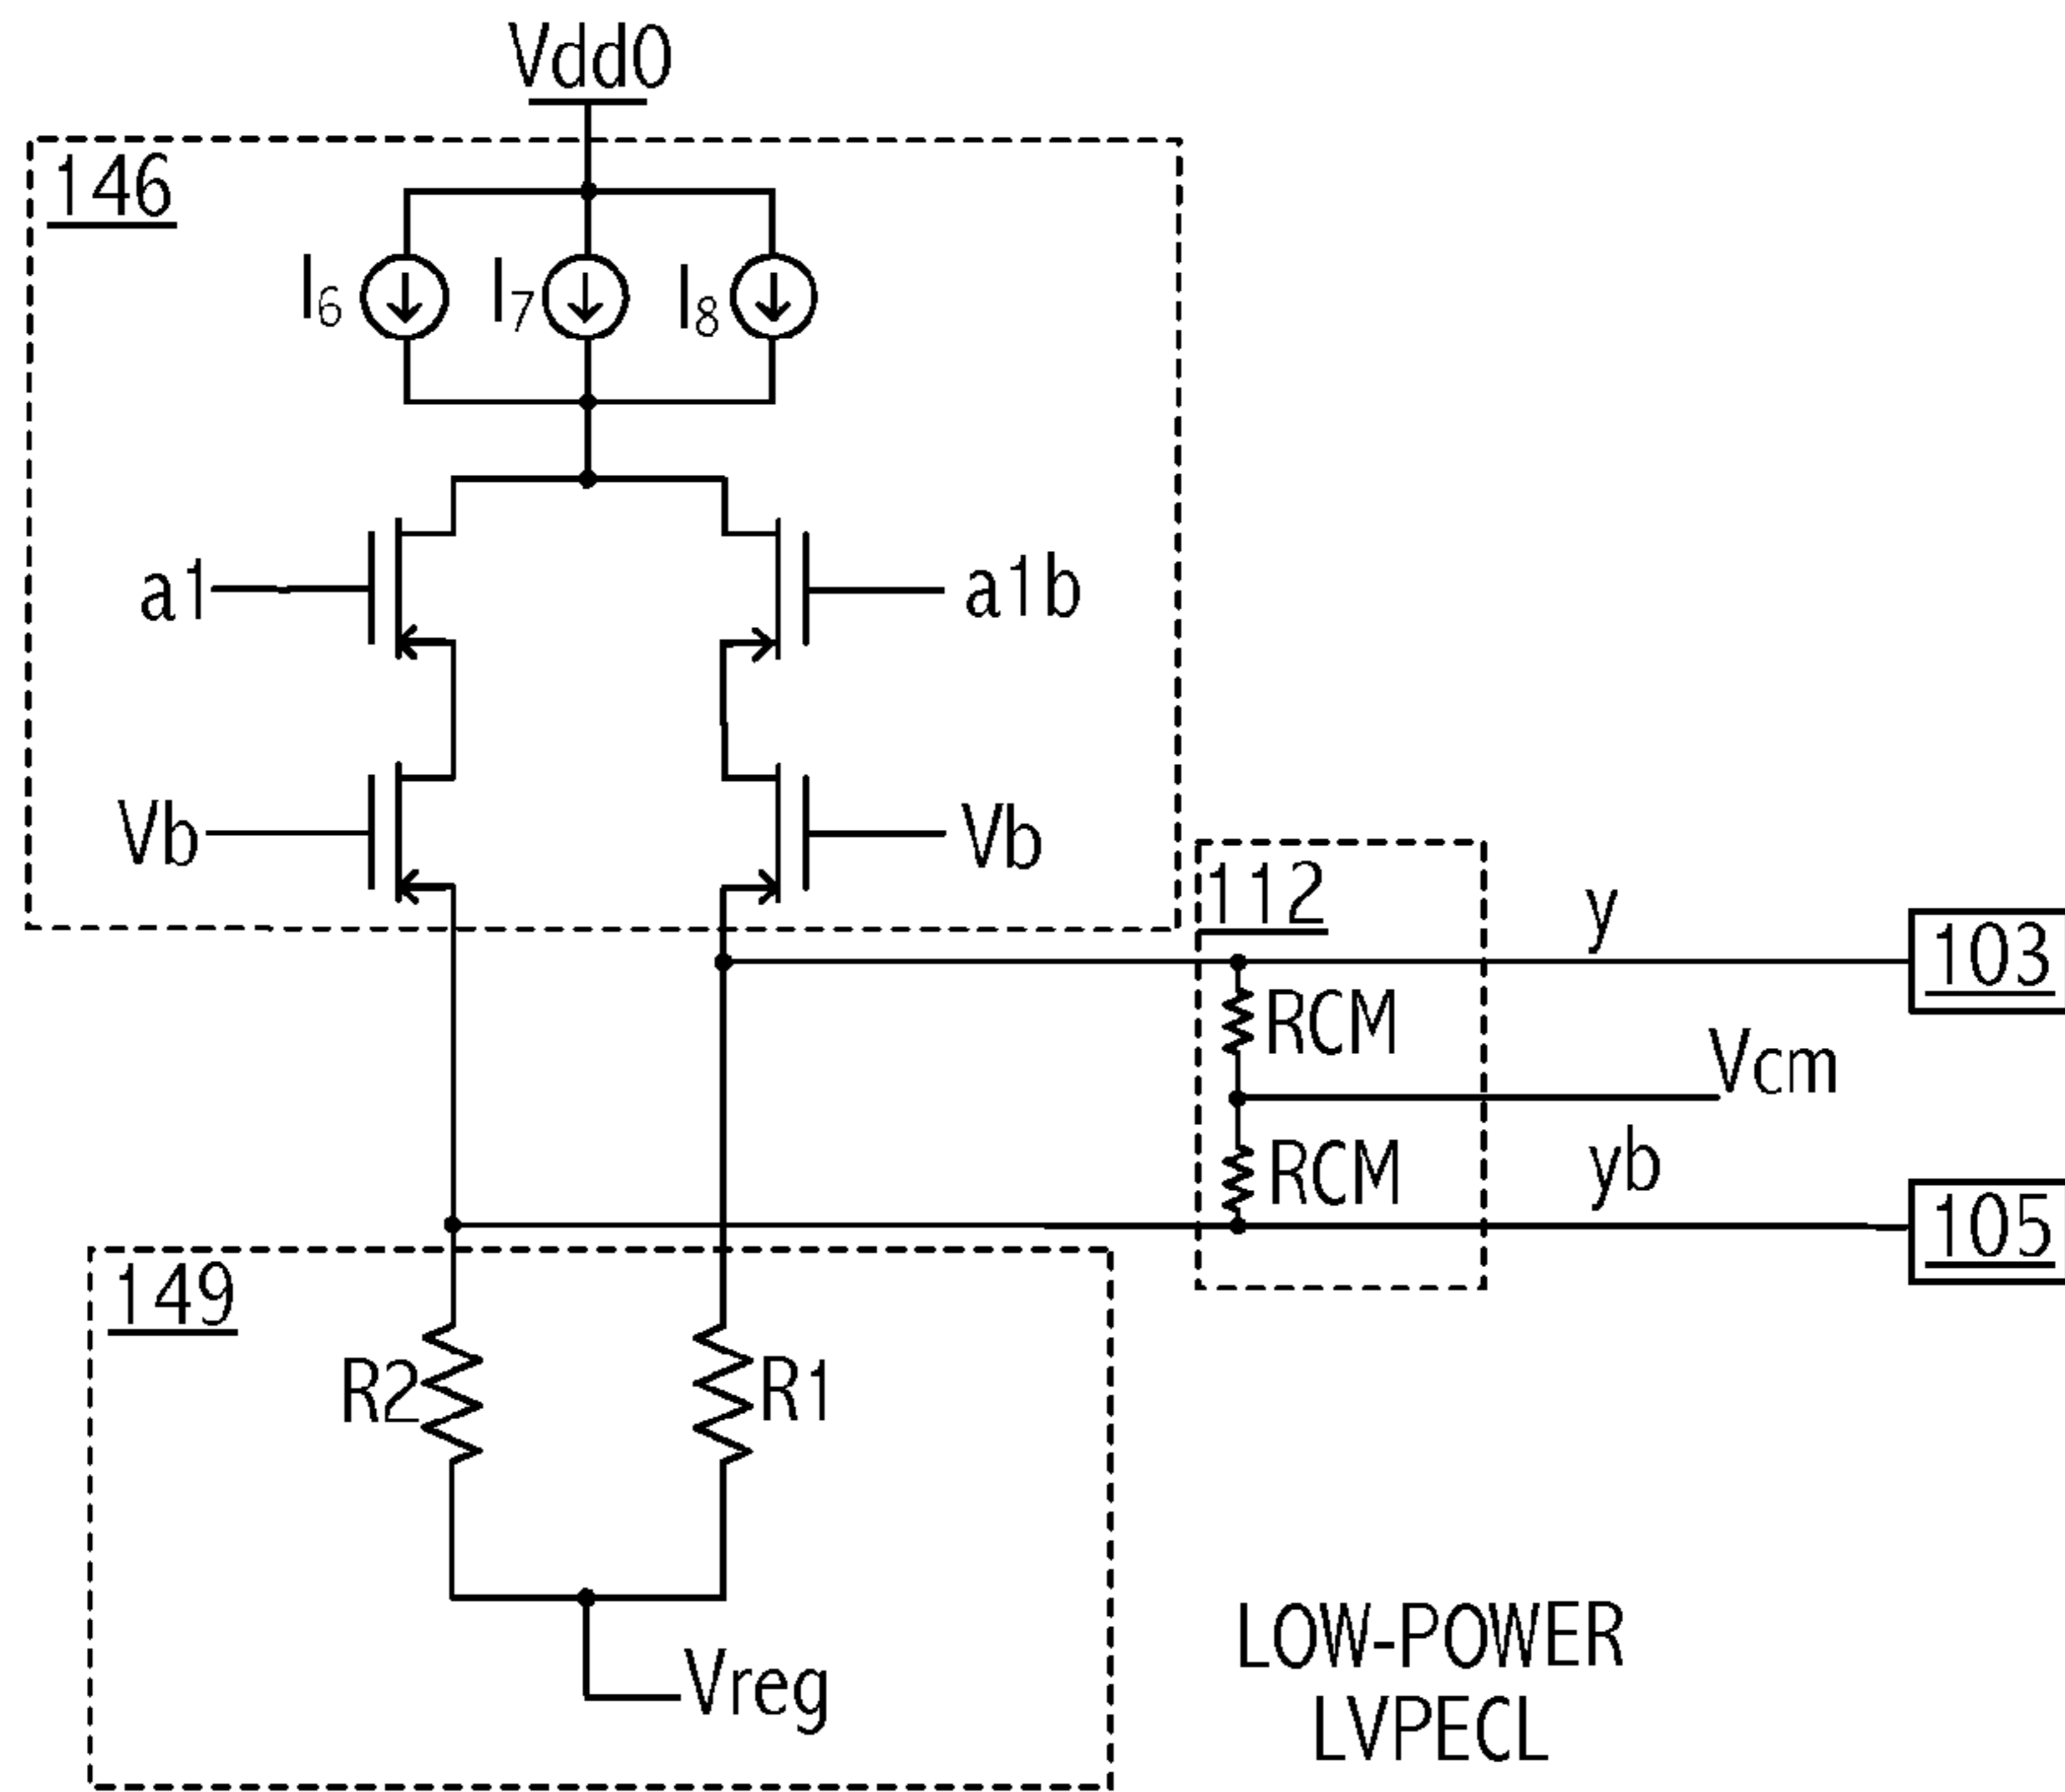 Vdd0
146
I6 I7 I8
a1 a1b
Vb Vb
112
y
103
RCM
Vcm
RCM
yb
105
149
R2 R1
Vreg
LOW-POWER
LVPECL